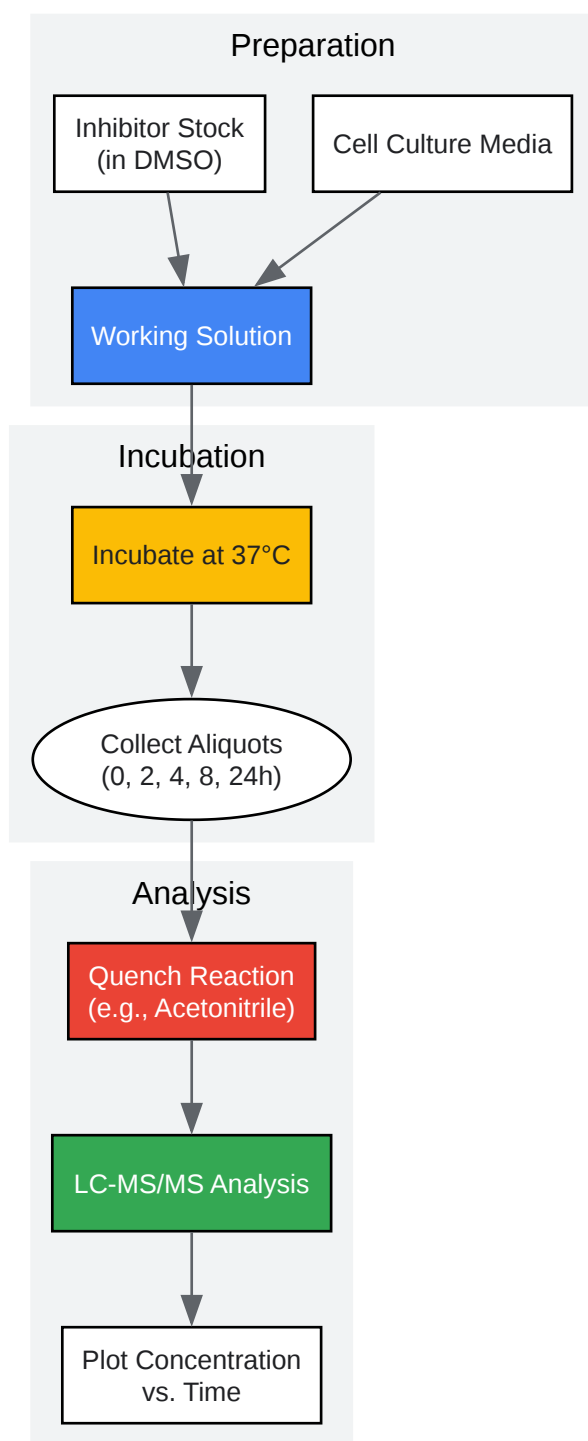 Preparation
Inhibitor Stock
(in DMSO)
Cell Culture Media
Working Solution
Incubation
Incubate at 37°C
Collect Aliquots
(0, 2, 4, 8, 24h)
Analysis
Quench Reaction
(e.g., Acetonitrile)
LC-MS/MS Analysis
Plot Concentration
vs. Time